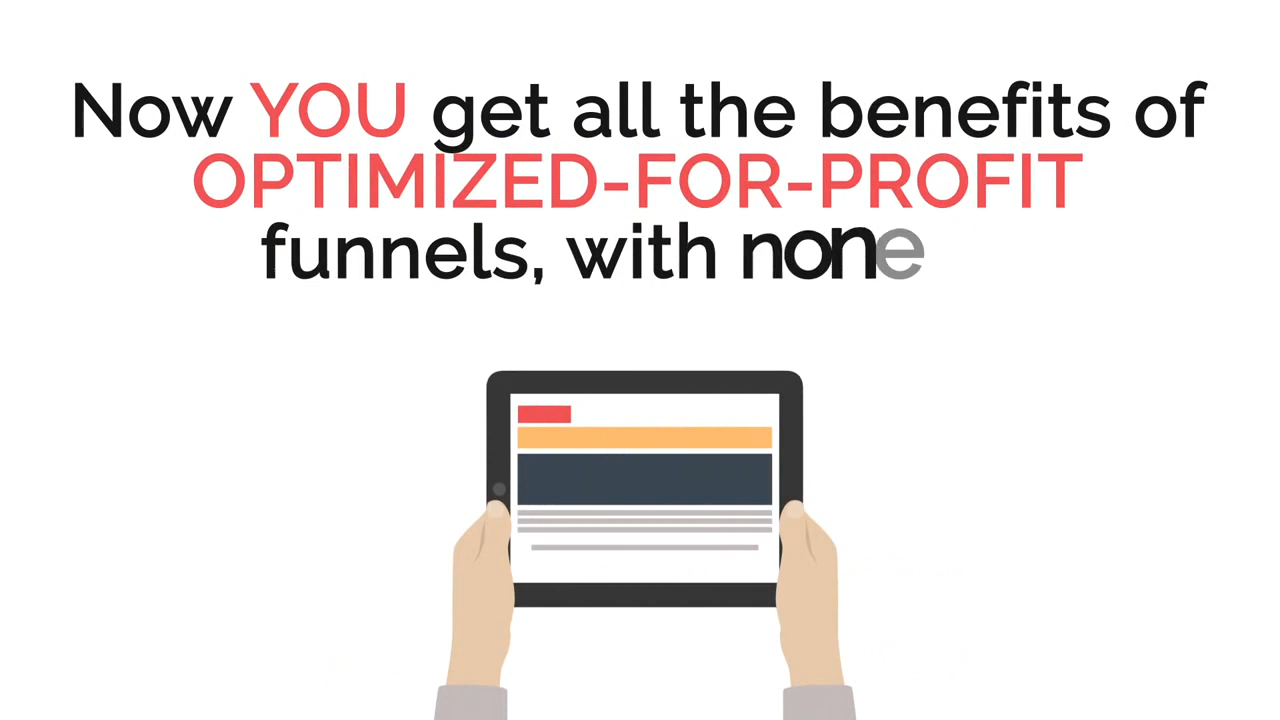 Now YOU get all the benefits of
OPTIMIZED-FOR-PROFIT
funnels, with none